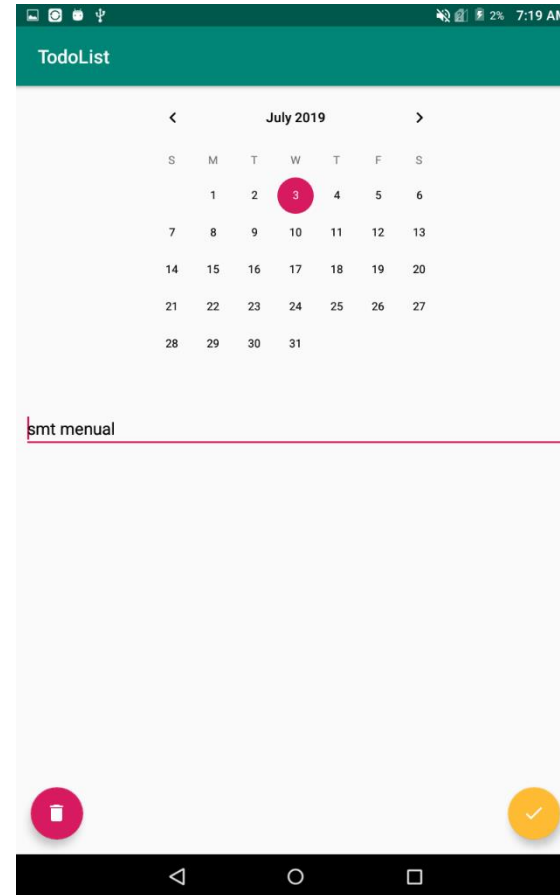 2% 7:19 AM
TodoList
July 2019
S M T W T F S
1 2 3 4 5 6
7 8 9 10 11 12 13
14 15 16 17 18 19 20
21 22 23 24 25 26 27
28 29 30 31
smt menual